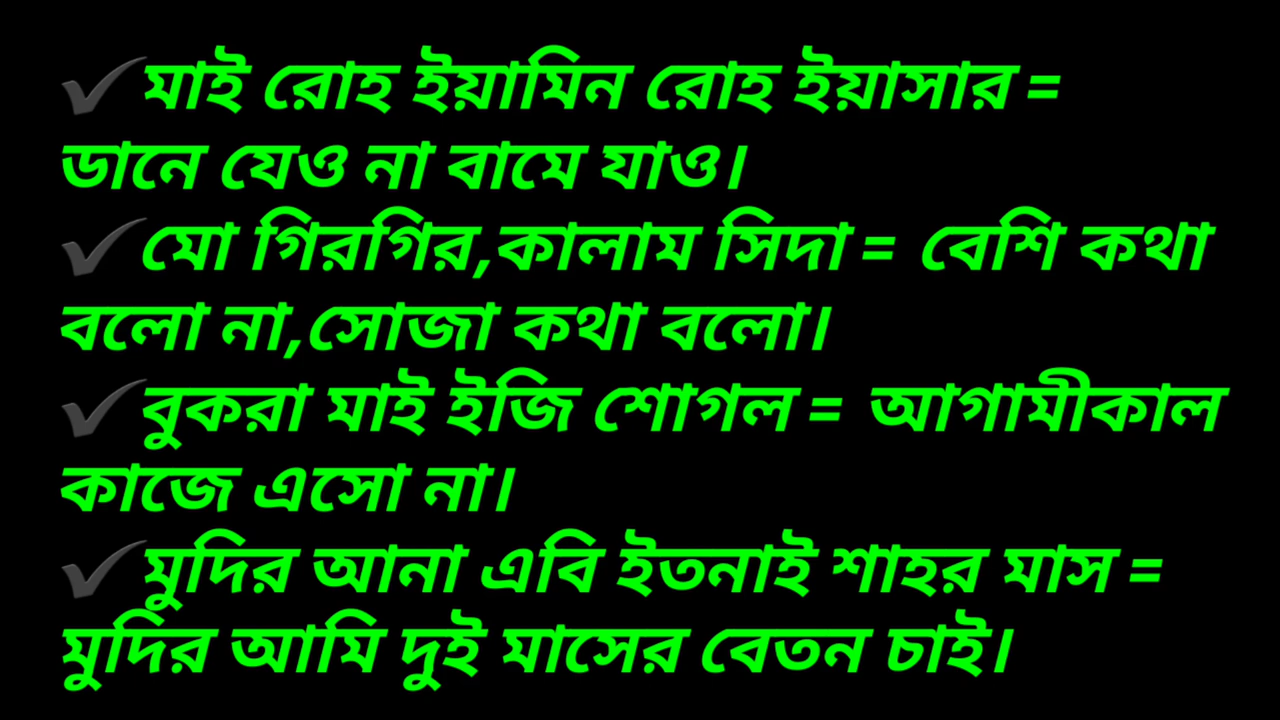 ✔মাই রোহ ইয়ামিন রোহ ইয়াসার =
ডানে যেও না বামে যাও।
✔মো গিরগির,কালাম সিদা = বেশি কথা
বলো না,সোজা কথা বলো।
✔বুকরা মাই ইজি শোগল = আগামীকাল
কাজে এসো না।
✔মুদির আনা এবি ইতনাই শাহর মাস =
মুদির আমি দুই মাসের বেতন চাই।